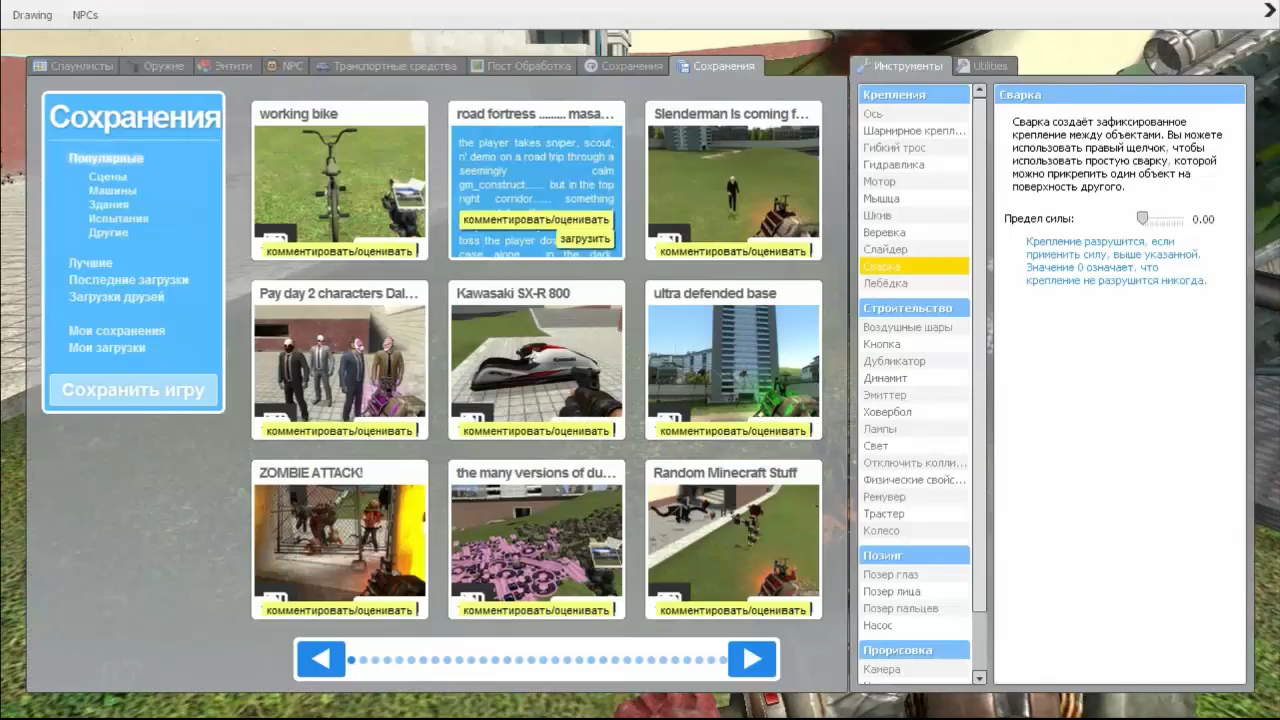 Drawing NPCs
Спаунлисты Оружие Энтити NPC Транспортные средства Пост Обработка Сохранения Сохранения
Инструменты Utilities
Сохранения
Популярные
Сцены
Машины
Здания
Испытания
Другие
Лучшие
Последние загрузки
Загрузки друзей
Мои сохранения
Мои загрузки
Сохранить игру
working bike
комментировать/оценивать
road fortress ......... masa...
the player takes sniper, scout,
n' demo on a road trip through a
seemingly calm
gm_construct...... but in the top
right corridor...... something
комментировать/оценивать
загрузить
toss the player do
case alone in the dark
Slenderman Is coming f...
комментировать/оценивать
Pay day 2 characters Dal...
комментировать/оценивать
Kawasaki SX-R 800
комментировать/оценивать
ultra defended base
комментировать/оценивать
ZOMBIE ATTACK!
комментировать/оценивать
the many versions of du...
комментировать/оценивать
Random Minecraft Stuff
комментировать/оценивать
Крепления
Ось
Шарнирное крепл...
Гибкий трос
Гидравлика
Мотор
Мышца
Шкив
Веревка
Слайдер
Сварка
Лебёдка
Строительство
Воздушные шары
Кнопка
Дубликатор
Динамит
Эмиттер
Ховербол
Лампы
Свет
Отключить колли...
Физические свойс...
Ремувер
Трастер
Колесо
Позинг
Позер глаз
Позер лица
Позер пальцев
Насос
Прорисовка
Камера
Сварка
Сварка создаёт зафиксированное
крепление между объектами. Вы можете
использовать правый щелчок, чтобы
использовать простую сварку, которой
можно прикрепить один объект на
поверхность другого.
Предел силы: 0.00
Крепление разрушится, если
применить силу, выше указанной.
Значение 0 означает, что
крепление не разрушится никогда.